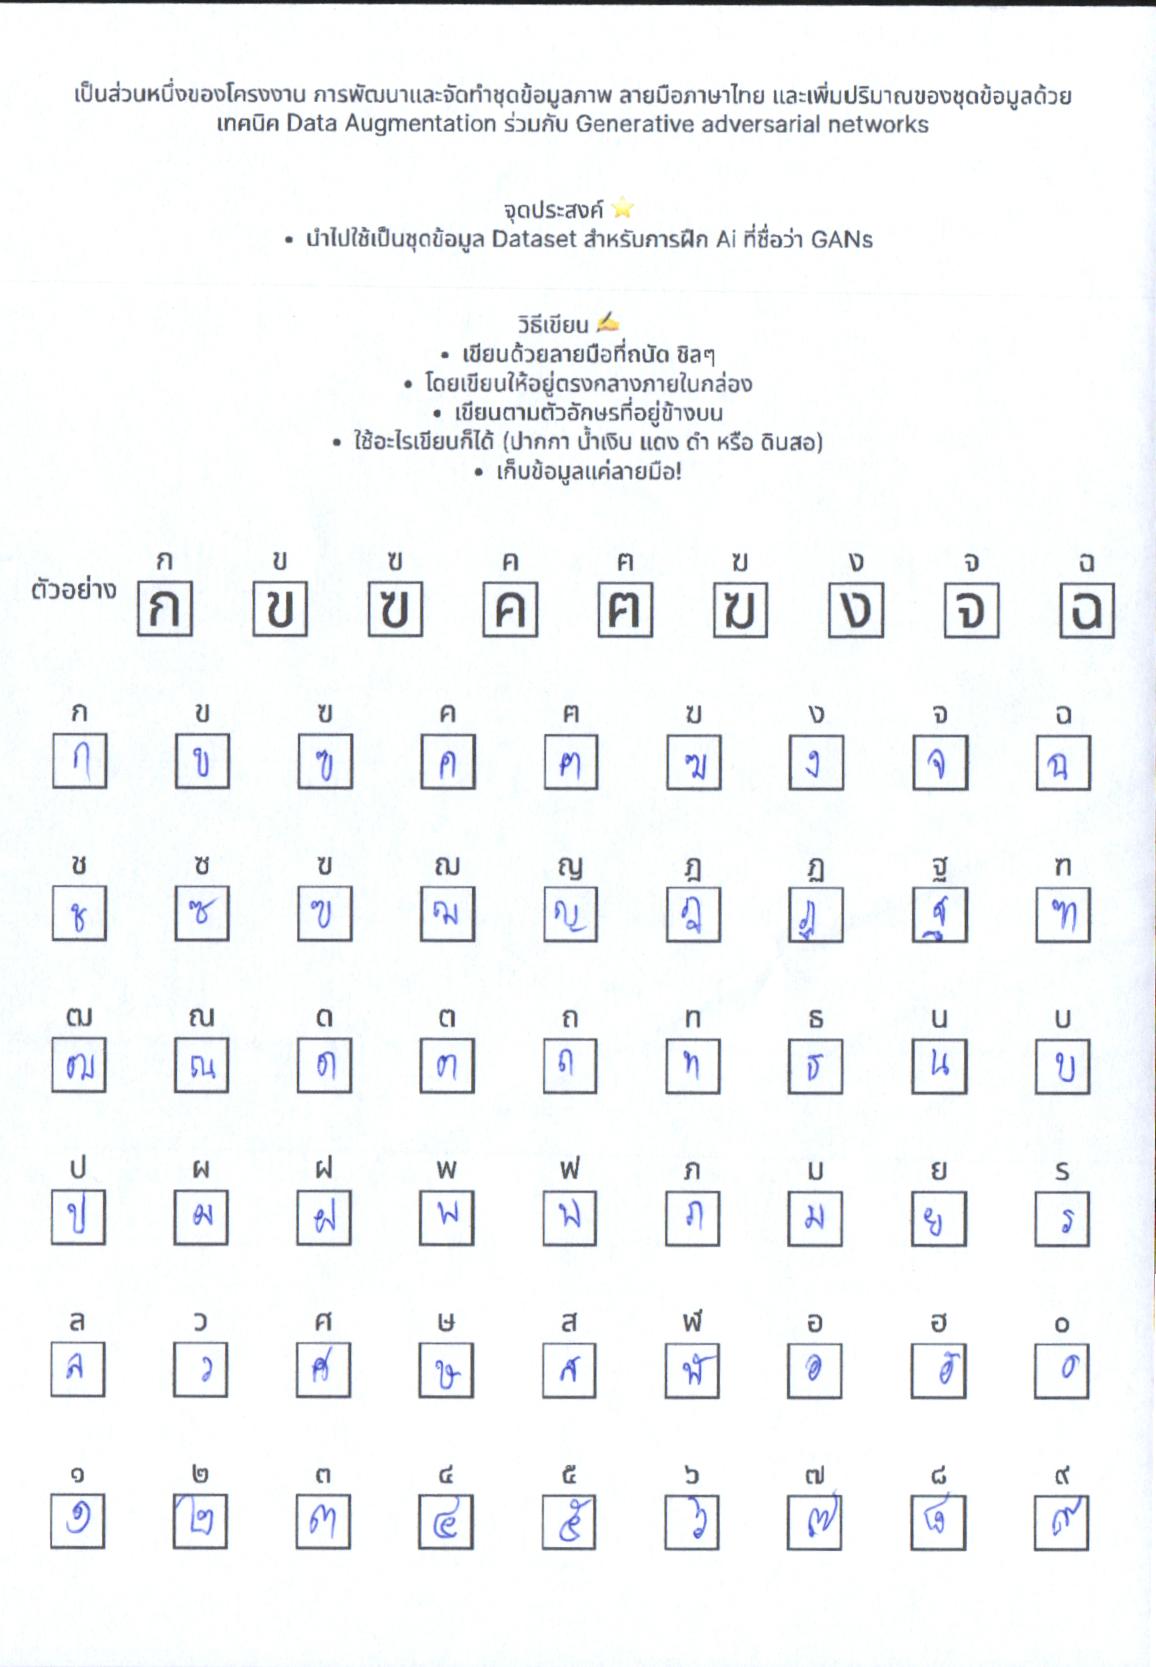 เป็นส่วนหนึ่งของโครงงาน การพัฒนาและจัดทำชุดข้อมูลภาพ ลายมือภาษาไทย และเพิ่มปริมาณของชุดข้อมูลด้วย
เทคนิค Data Augmentation ร่วมกับ Generative adversarial networks
จุดประสงค์ ⭐
• นำไปใช้เป็นชุดข้อมูล Dataset สำหรับการฝึก Ai ที่ชื่อว่า GANs
วิธีเขียน ✍️
• เขียนด้วยลายมือที่ถนัด ชิลๆ
• โดยเขียนให้อยู่ตรงกลางภายในกล่อง
• เขียนตามตัวอักษรที่อยู่ข้างบน
• ใช้อะไรเขียนก็ได้ (ปากกา น้ำเงิน แดง ดำ หรือ ดินสอ)
• เก็บข้อมูลแค่ลายมือ!
ก ข ฃ ค ฅ ฆ ง จ ฉ
ตัวอย่าง ก ข ฃ ค ฅ ฆ ง จ ฉ
ก ข ฃ ค ฅ ฆ ง จ ฉ
ก ข ฃ ค ฅ ฆ ง จ ฉ
ช ซ ฃ ฌ ญ ฎ ฏ ฐ ฑ
ช ซ ฃ ฌ ญ ฎ ฏ ฐ ฑ
ฒ ณ ด ต ถ ท ธ น บ
ฒ ณ ด ต ถ ท ธ น บ
ป ผ ฝ พ ฟ ภ ม ย ร
ป ผ ฝ พ ฟ ภ ม ย ร
ล ว ศ ษ ส ฬ อ ฮ ๐
ล ว ศ ษ ส ฬ อ ฮ ๐
๑ ๒ ๓ ๔ ๕ ๖ ๗ ๘ ๙
๑ ๒ ๓ ๔ ๕ ๖ ๗ ๘ ๙